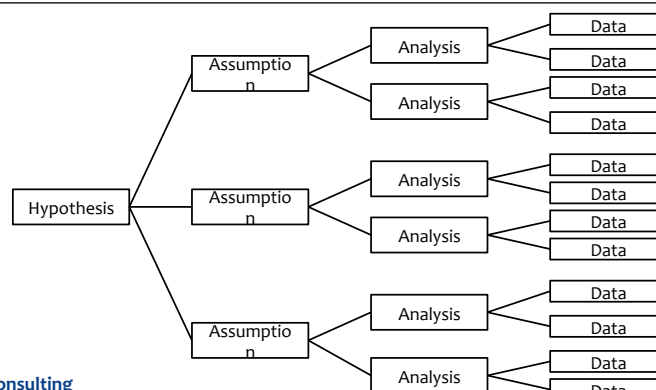 Data
Analysis
Data
Assumptio
n
Data
Analysis
Data
Data
Analysis
Data
Hypothesis
Assumptio
n
Data
Analysis
Data
Data
Analysis
Data
Assumptio
n
Data
Analysis
Data
onsulting